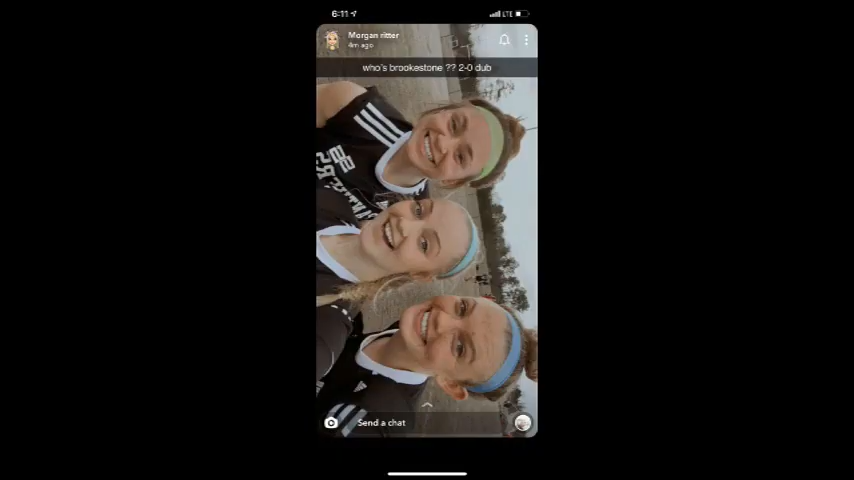 6:11
LTE
Morgan ritter
4m ago
who's brookestone ?? 2-0 dub
Send a chat